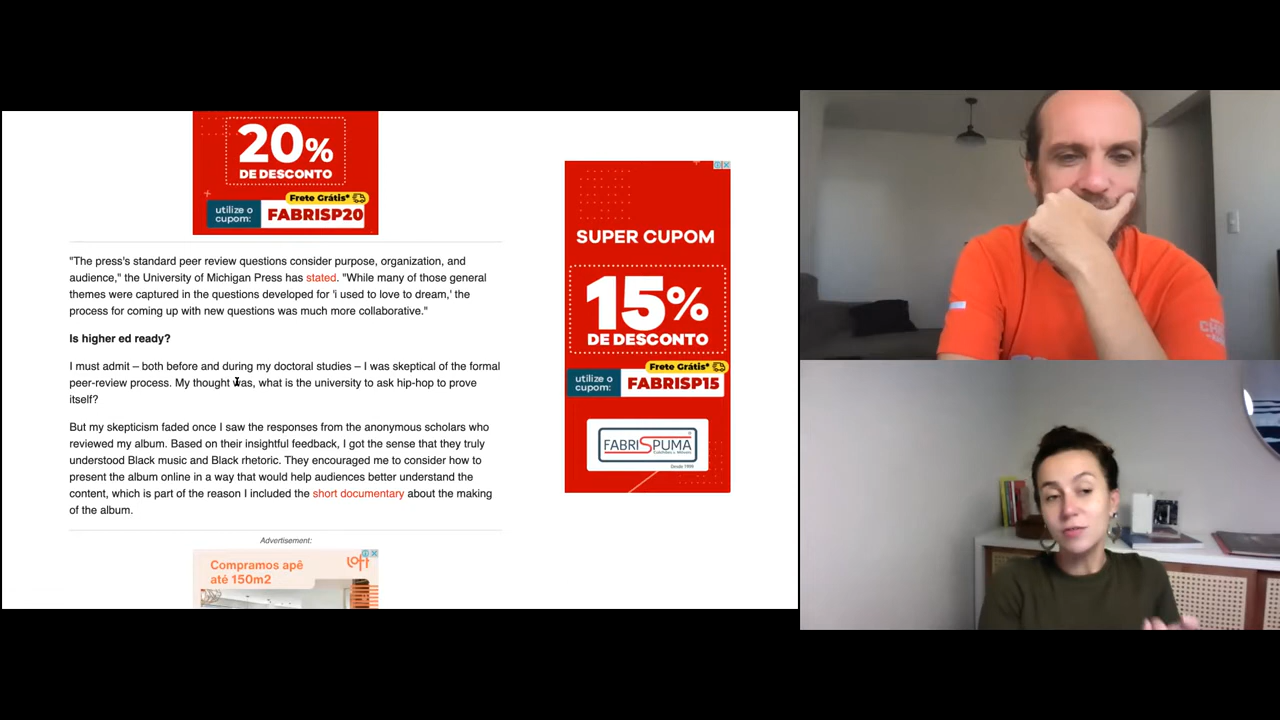 20%
DE DESCONTO
Frete Grátis*
utilize o
cupom:
FABRISP20
"The press's standard peer review questions consider purpose, organization, and
audience," the University of Michigan Press has stated. "While many of those general
themes were captured in the questions developed for 'i used to love to dream,' the
process for coming up with new questions was much more collaborative."
Is higher ed ready?
I must admit – both before and during my doctoral studies – I was skeptical of the formal
peer-review process. My thought was, what is the university to ask hip-hop to prove
itself?
But my skepticism faded once I saw the responses from the anonymous scholars who
reviewed my album. Based on their insightful feedback, I got the sense that they truly
understood Black music and Black rhetoric. They encouraged me to consider how to
present the album online in a way that would help audiences better understand the
content, which is part of the reason I included the short documentary about the making
of the album.
Advertisement:
Compramos apê
até 150m2
loft
SUPER CUPOM
15%
DE DESCONTO
Frete Grátis*
utilize o
cupom:
FABRISP15
FABRISPUMA
Colchões e Móveis
Desde 1999